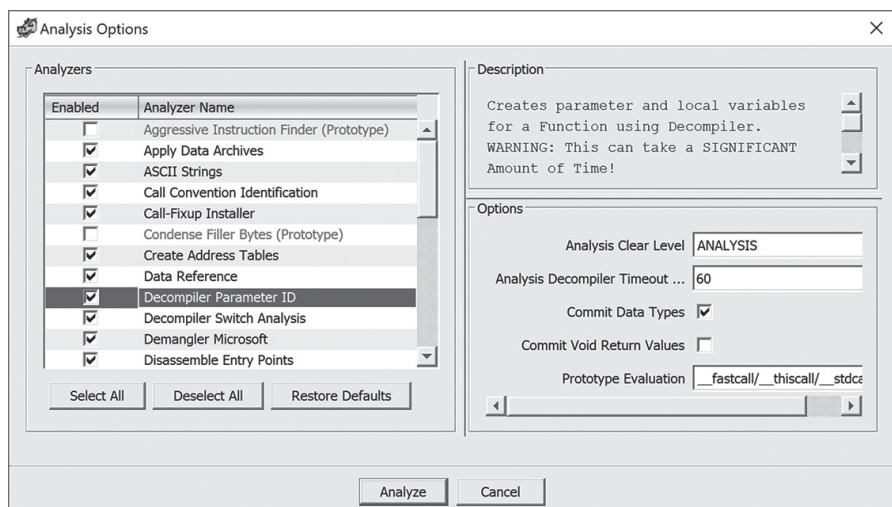 Analysis Options
Analyzers
Enabled Analyzer Name
Aggressive Instruction Finder (Prototype)
Apply Data Archives
ASCII Strings
Call Convention Identification
Call-Fixup Installer
Condense Filler Bytes (Prototype)
Create Address Tables
Data Reference
Decompiler Parameter ID
Decompiler Switch Analysis
Demangler Microsoft
Disassemble Entry Points
Select All Deselect All Restore Defaults
Description
Creates parameter and local variables
for a Function using Decompiler.
WARNING: This can take a SIGNIFICANT
Amount of Time!
Options
Analysis Clear Level ANALYSIS
Analysis Decompiler Timeout ... 60
Commit Data Types
Commit Void Return Values
Prototype Evaluation __fastcall/__thiscall/__stdca
Analyze Cancel